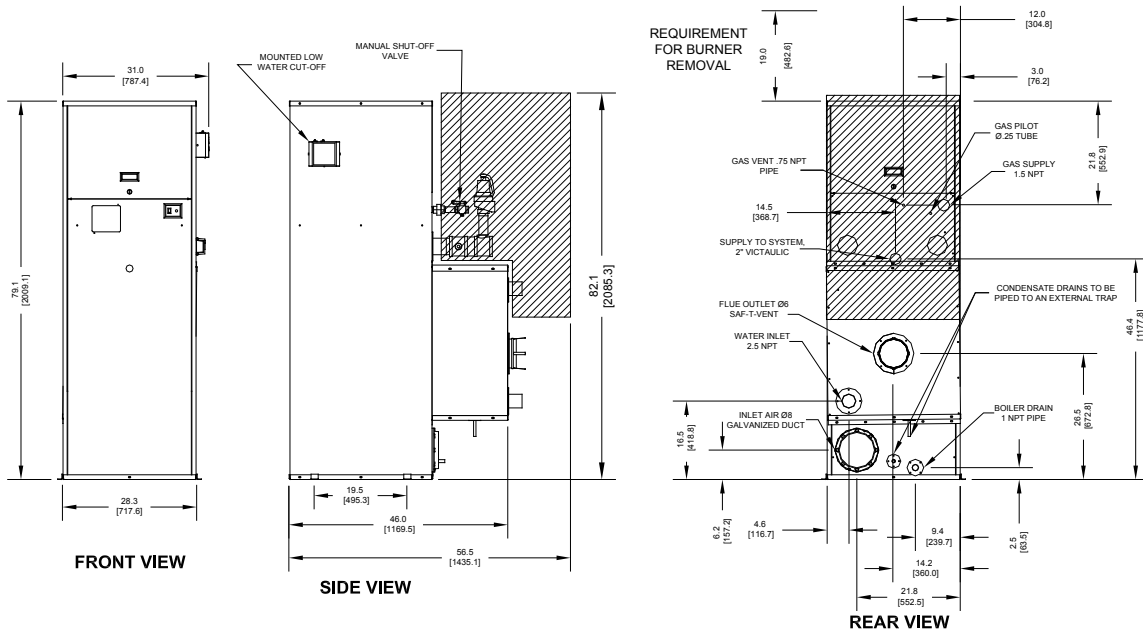 31.0
[787.4]
79.1
[2009.1]
28.3
[717.6]
FRONT VIEW
MOUNTED LOW
WATER CUT-OFF
MANUAL SHUT-OFF
VALVE
82.1
[2085.3]
19.5
[495.3]
46.0
[1169.5]
56.5
[1435.1]
SIDE VIEW
REQUIREMENT
FOR BURNER
REMOVAL
19.0
[482.6]
12.0
[304.8]
3.0
[76.2]
21.8
[552.9]
GAS PILOT
Ø.25 TUBE
GAS VENT .75 NPT
PIPE
GAS SUPPLY
1.5 NPT
14.5
[368.7]
SUPPLY TO SYSTEM,
2" VICTAULIC
CONDENSATE DRAINS TO BE
PIPED TO AN EXTERNAL TRAP
FLUE OUTLET Ø6
SAF-T-VENT
WATER INLET
2.5 NPT
46.4
[1177.8]
26.5
[672.8]
INLET AIR Ø8
GALVANIZED DUCT
BOILER DRAIN
1 NPT PIPE
16.5
[418.8]
6.2
[157.2]
4.6
[116.7]
9.4
[239.7]
2.5
[63.5]
14.2
[360.0]
21.8
[552.5]
REAR VIEW